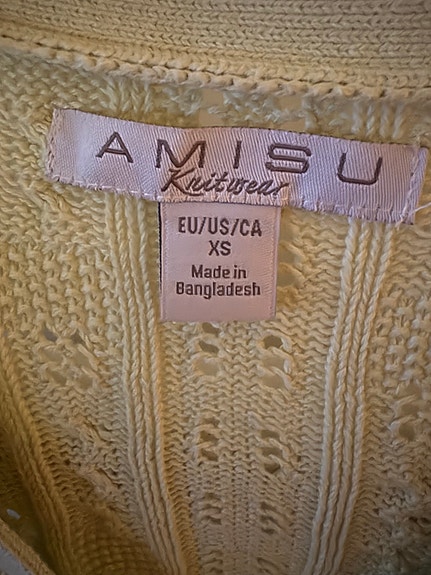 AMISU
Knitwear
EU/US/CA
XS
Made in
Bangladesh